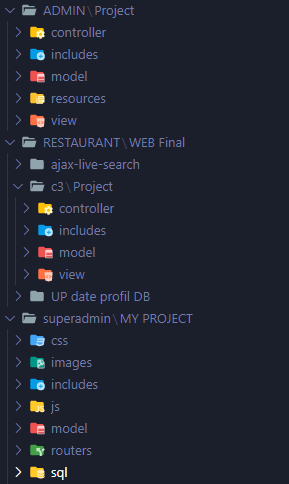 ADMIN\Project
controller
includes
model
resources
view
RESTAURANT\WEB Final
ajax-live-search
c3\Project
controller
includes
model
view
UP date profil DB
superadmin\MY PROJECT
css
images
includes
js
model
routers
sql